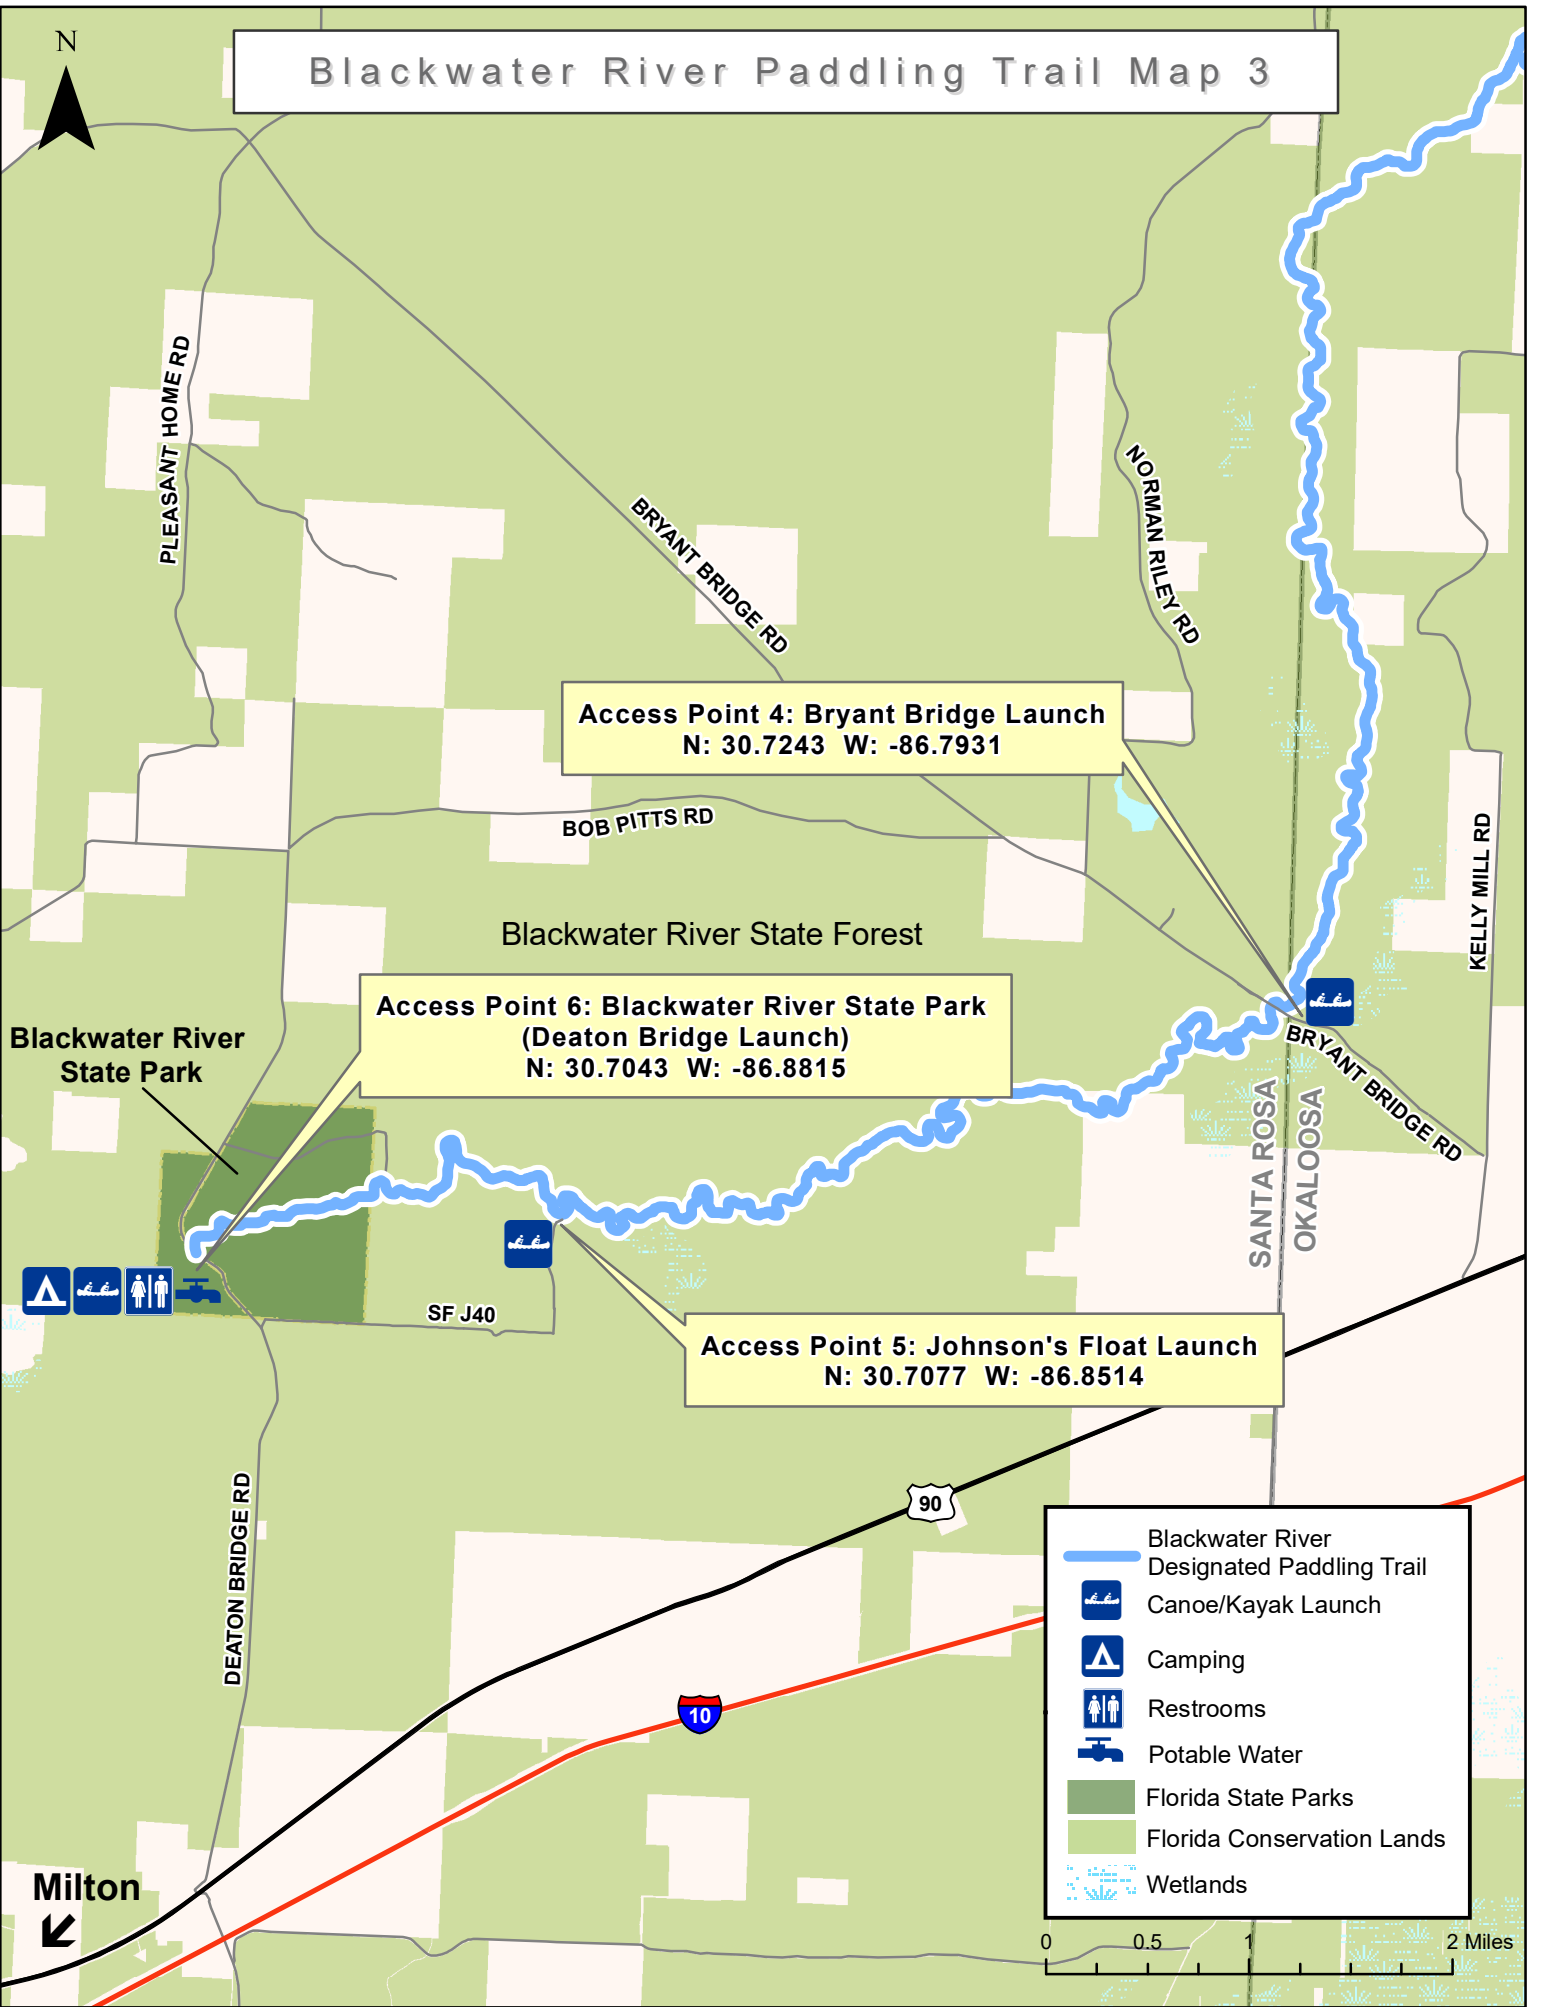 N
Blackwater River Paddling Trail Map 3
PLEASANT HOME RD
BRYANT BRIDGE RD
NORMAN RILEY RD
Access Point 4: Bryant Bridge Launch
N: 30.7243 W: -86.7931
BOB PITTS RD
KELLY MILL RD
Blackwater River State Forest
Access Point 6: Blackwater River State Park
(Deaton Bridge Launch)
N: 30.7043 W: -86.8815
Blackwater River
State Park
BRYANT BRIDGE RD
SANTA ROSA
OKALOOSA
SF J40
Access Point 5: Johnson's Float Launch
N: 30.7077 W: -86.8514
DEATON BRIDGE RD
90
10
Milton
Blackwater River
Designated Paddling Trail
Canoe/Kayak Launch
Camping
Restrooms
Potable Water
Florida State Parks
Florida Conservation Lands
Wetlands
0 0.5 1 2 Miles